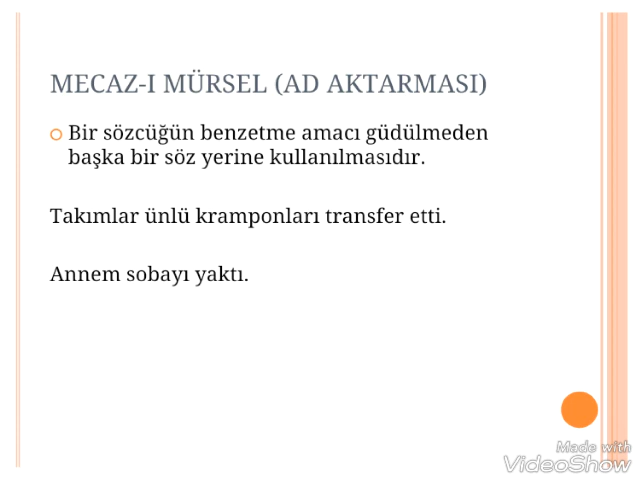 MECAZ-I MÜRSEL (AD AKTARMASI)
Bir sözcüğün benzetme amacı güdülmeden
başka bir söz yerine kullanılmasıdır.
Takımlar ünlü kramponları transfer etti.
Annem sobayı yaktı.
Made with
VideoShow